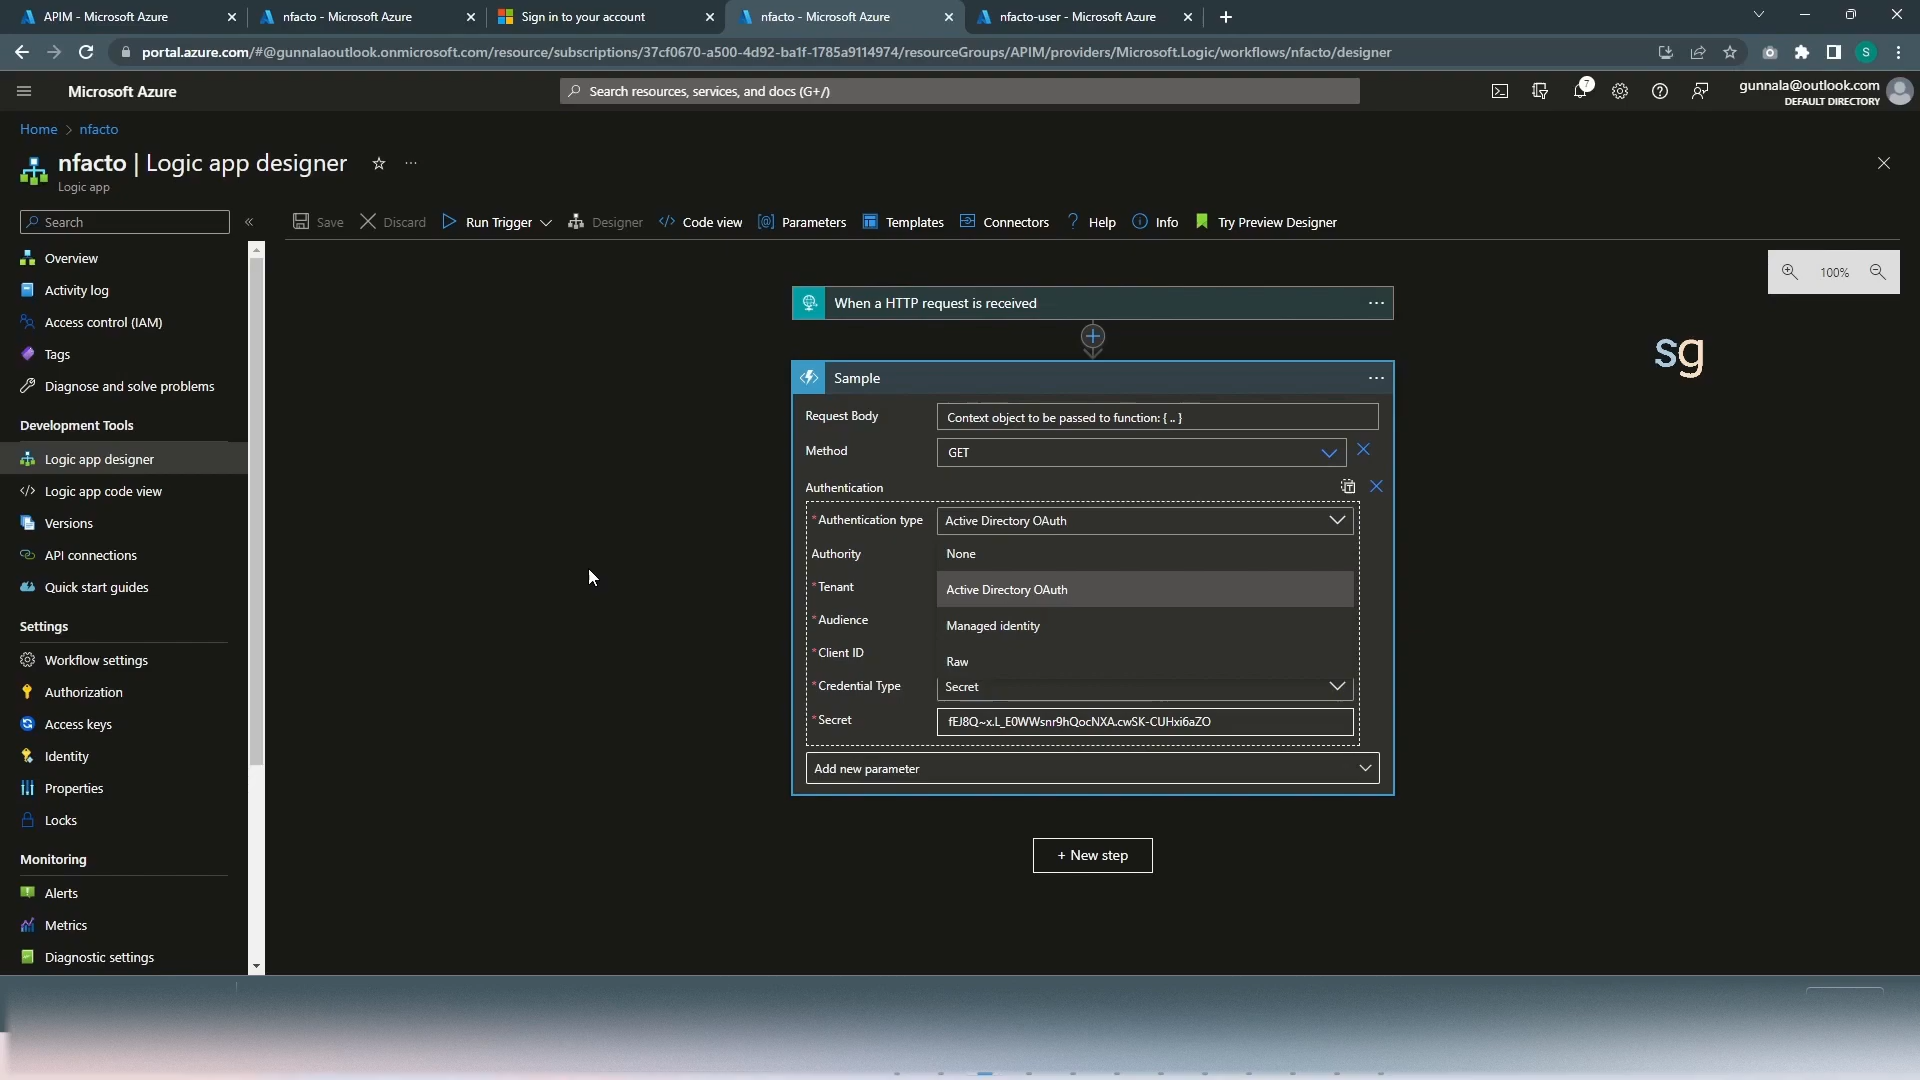 APIM - Microsoft Azure
nfacto - Microsoft Azure
Sign in to your account
nfacto - Microsoft Azure
nfacto-user - Microsoft Azure
portal.azure.com/#@gunnalaoutlook.onmicrosoft.com/resource/subscriptions/37cf0670-a500-4d92-ba1f-1785a9114974/resourceGroups/APIM/providers/Microsoft.Logic/workflows/nfacto/designer
S
Microsoft Azure
Search resources, services, and docs (G+/)
7
gunnala@outlook.com
DEFAULT DIRECTORY
Home > nfacto
nfacto | Logic app designer
Logic app
Search
Save
Discard
Run Trigger
Designer
Code view
Parameters
Templates
Connectors
Help
Info
Try Preview Designer
Overview
Activity log
Access control (IAM)
Tags
Diagnose and solve problems
Development Tools
Logic app designer
Logic app code view
Versions
API connections
Quick start guides
Settings
Workflow settings
Authorization
Access keys
Identity
Properties
Locks
Monitoring
Alerts
Metrics
Diagnostic settings
100%
sg
When a HTTP request is received
Sample
Request Body
Context object to be passed to function: { .. }
Method
GET
Authentication
*Authentication type
Active Directory OAuth
Authority
None
*Tenant
Active Directory OAuth
*Audience
Managed identity
*Client ID
Raw
*Credential Type
Secret
*Secret
fEJ8Q~x.L_E0WWsnr9hQocNXA.cwSK-CUHxi6aZO
Add new parameter
+ New step